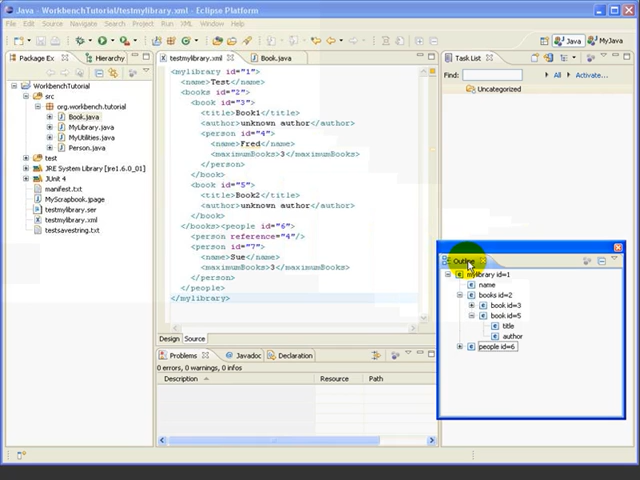 Java - WorkbenchTutorial/testmylibrary.xml - Eclipse Platform
File Edit Source Navigate Search Project Run Window Help
Java
MyJava
Package Ex
Hierarchy
WorkbenchTutorial
src
org.workbench.tutorial
Book.java
MyLibrary.java
MyUtilities.java
Person.java
test
JRE System Library [jre1.6.0_01]
JUnit 4
manifest.txt
MyScrapbook.jpage
testmylibrary.ser
testmylibrary.xml
testsavestring.txt
testmylibrary.xml
Book.java
<mylibrary id="1">
<name>Test</name>
<books id="2">
<book id="3">
<title>Book1</title>
<author>unknown author</author>
<person id="4">
<name>Fred</name>
<maximumBooks>3</maximumBooks>
</person>
</book>
<book id="5">
<title>Book2</title>
<author>unknown author</author>
</book>
</books><people id="6">
<person reference="4"/>
<person id="7">
<name>Sue</name>
<maximumBooks>3</maximumBooks>
</person>
</people>
</mylibrary>
Design Source
Problems
Javadoc
Declaration
0 errors, 0 warnings, 0 infos
Description
Resource
Path
Task List
Find:
All
Activate...
Uncategorized
Outline
mylibrary id=1
name
books id=2
book id=3
book id=5
title
author
people id=6